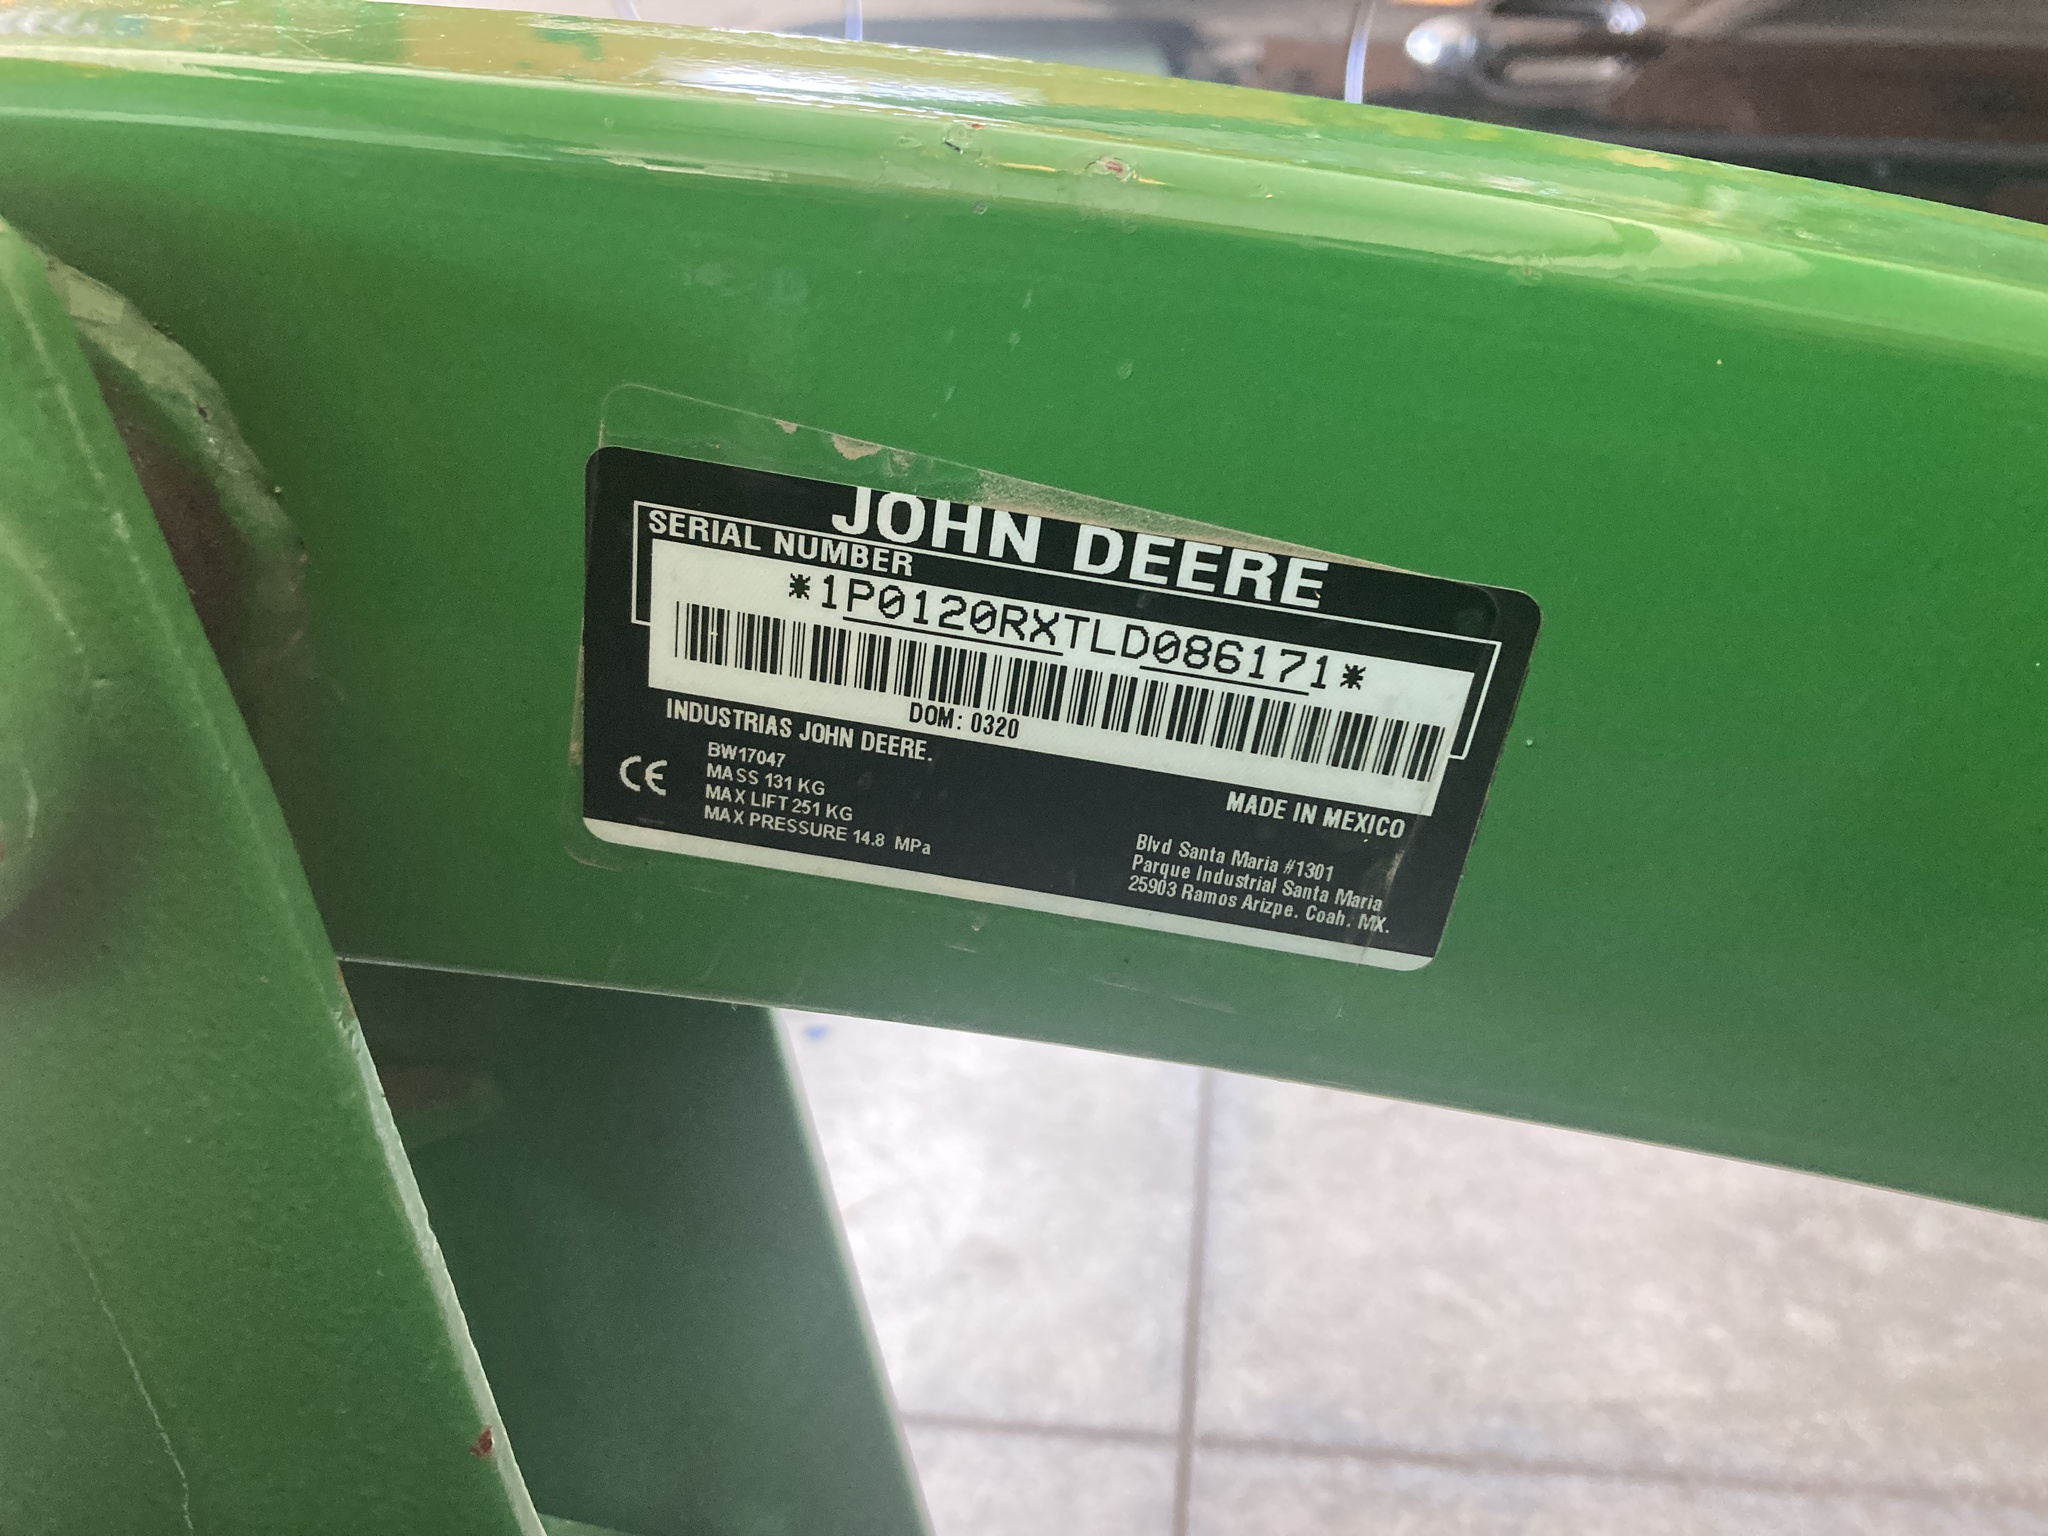 JOHN DEERE
SERIAL NUMBER
*1P0120RXTLD086171*
DOM: 0320
INDUSTRIAS JOHN DEERE.
MADE IN MEXICO
CE
BW17047
MASS 131 KG
MAX LIFT 251 KG
MAX PRESSURE 14.8 MPa
Blvd Santa Maria #1301
Parque Industrial Santa Maria
25903 Ramos Arizpe. Coah. MX.